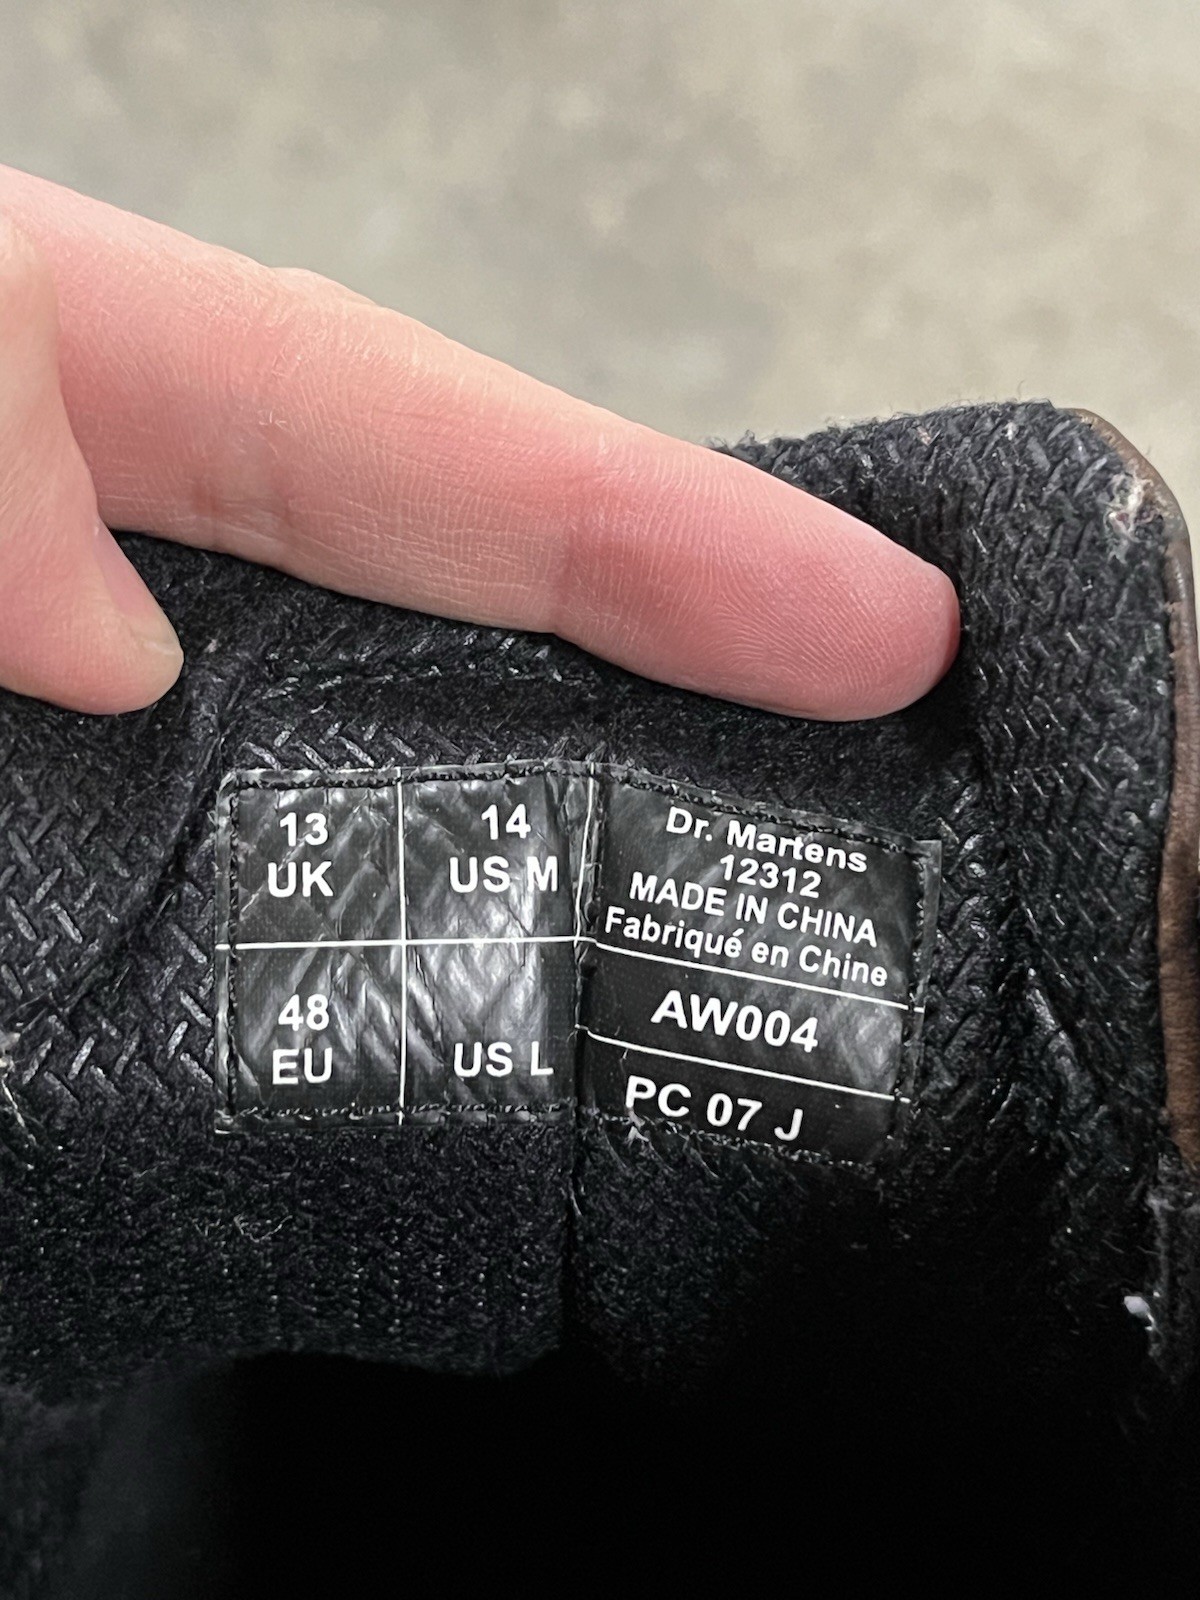 13
UK
14
US M
48
EU
US L
Dr. Martens
12312
MADE IN CHINA
Fabriqué en Chine
AW004
PC 07 J